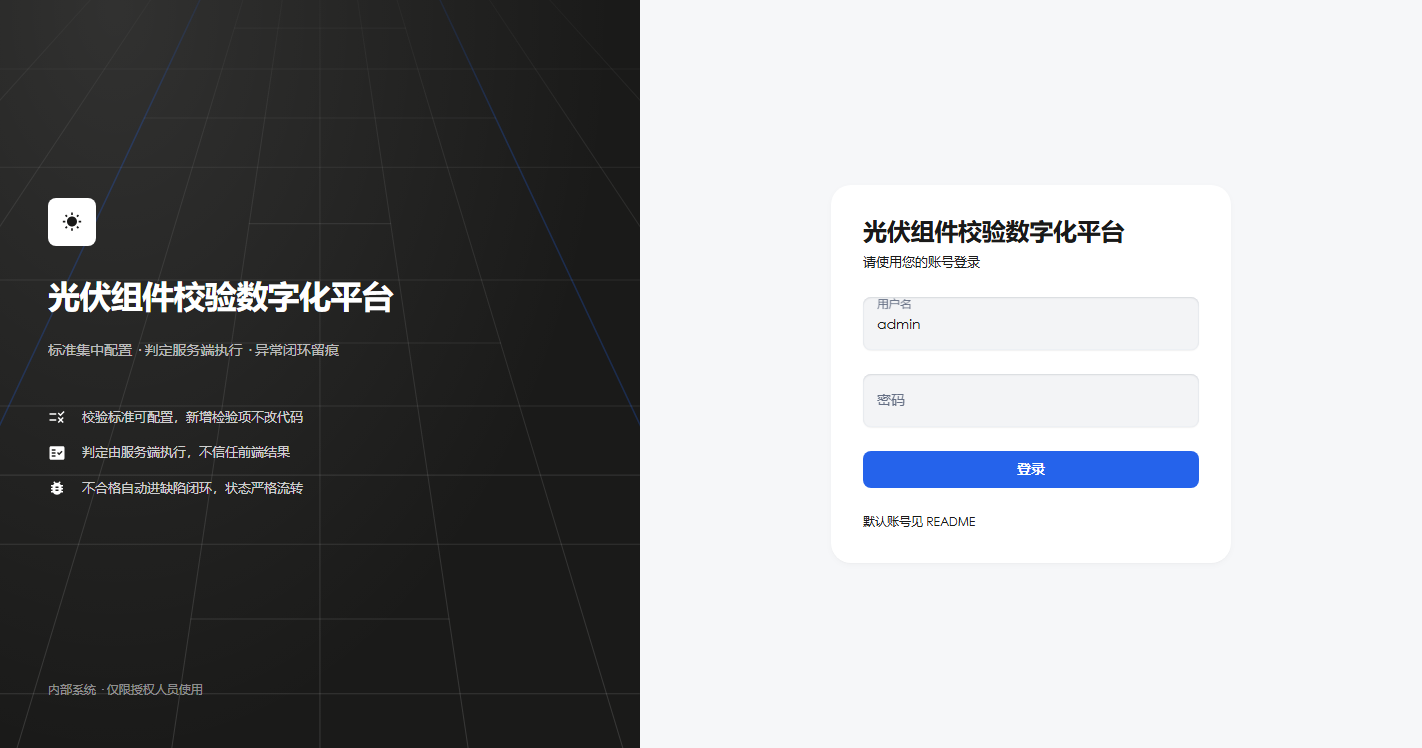 光伏组件校验数字化平台
标准集中配置 · 判定服务端执行 · 异常闭环留痕
校验标准可配置，新增检验项不改代码
判定由服务端执行，不信任前端结果
不合格自动进缺陷闭环，状态严格流转
内部系统 · 仅限授权人员使用
光伏组件校验数字化平台
请使用您的账号登录
用户名
admin
密码
登录
默认账号见 README